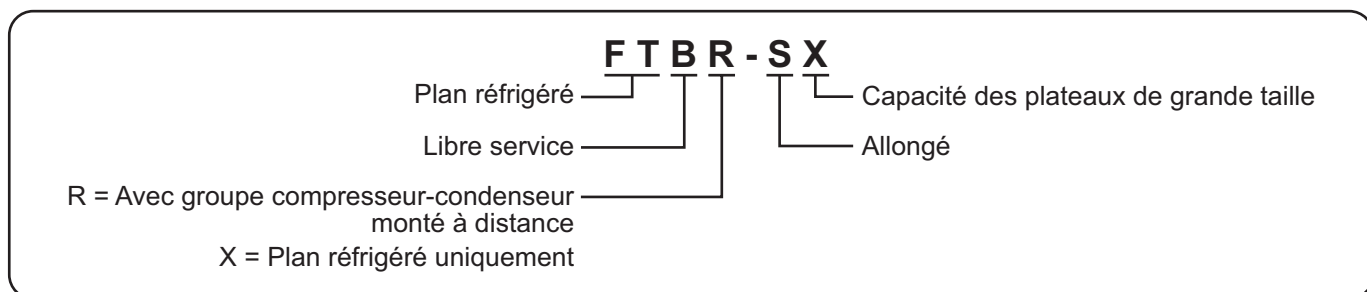 F T B R - S X
Plan réfrigéré
Capacité des plateaux de grande taille
Libre service
Allongé
R = Avec groupe compresseur-condenseur
monté à distance
X = Plan réfrigéré uniquement